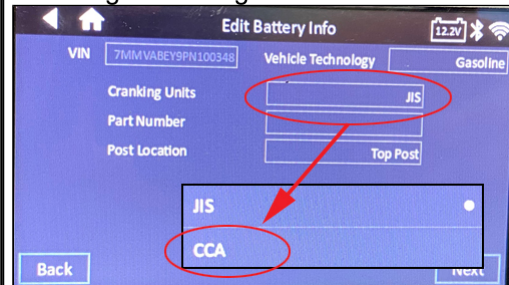 Edit Battery Info
12.2V
VIN 7MMVABEY9PN100348 Vehicle Technology Gasoline
Cranking Units JIS
Part Number
Post Location Top Post
JIS
CCA
Back Next